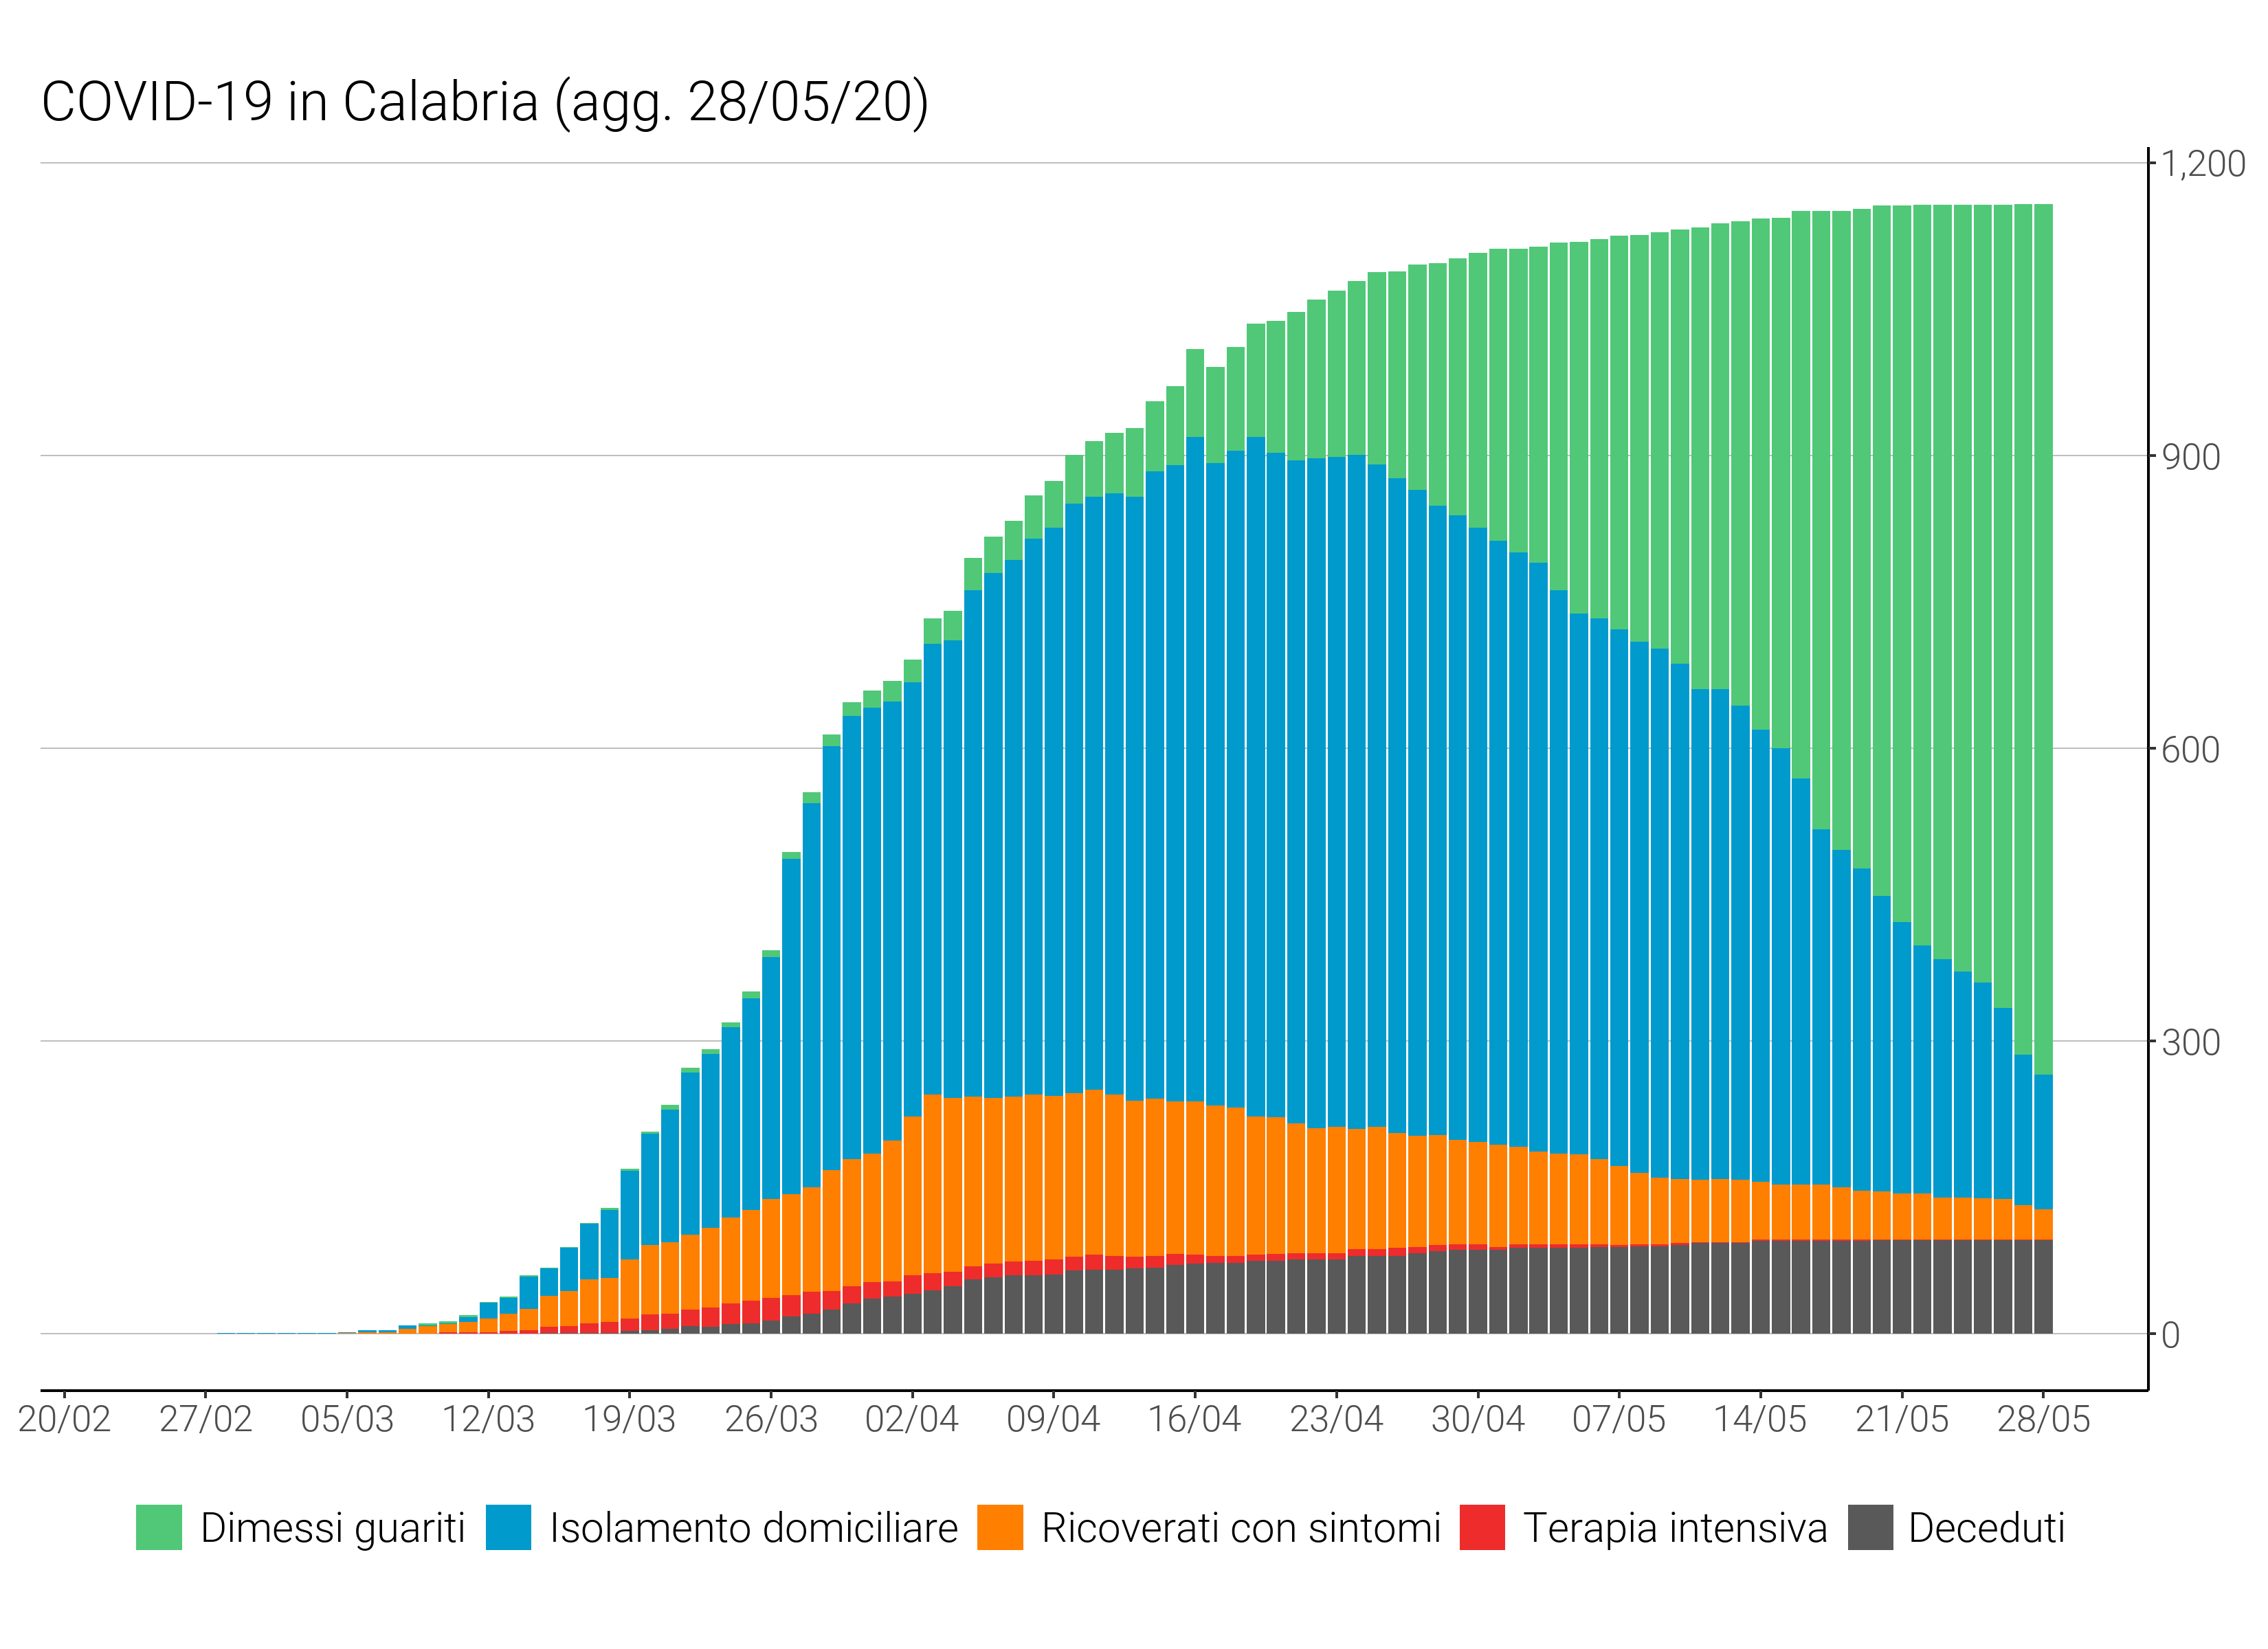 COVID-19 in Calabria (agg. 28/05/20)
1,200
900
600
300
0
20/02 27/02 05/03 12/03 19/03 26/03 02/04 09/04 16/04 23/04 30/04 07/05 14/05 21/05 28/05
Dimessi guariti Isolamento domiciliare Ricoverati con sintomi Terapia intensiva Deceduti